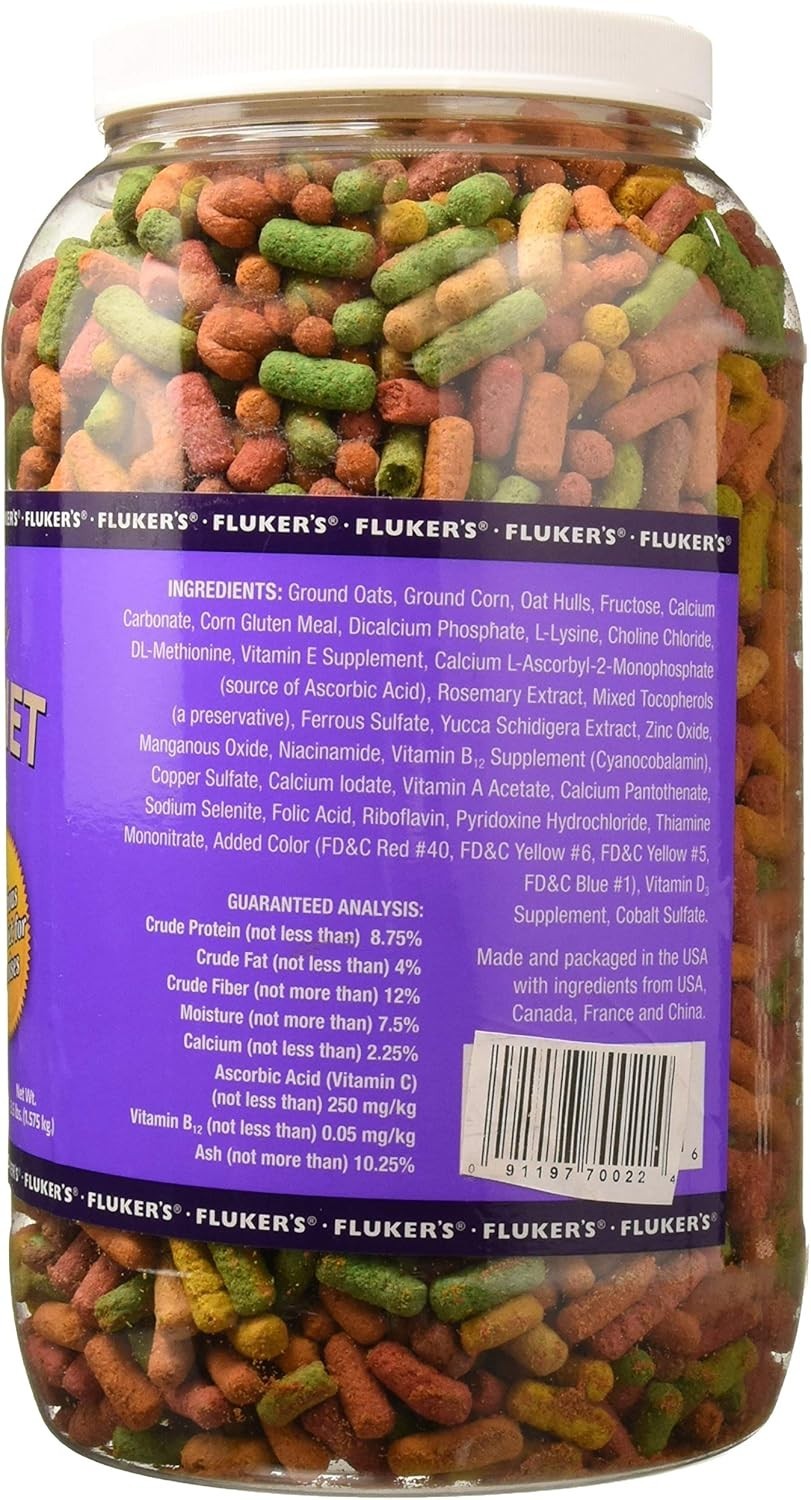 FLUKER'S® · FLUKER'S® · FLUKER'S® · FLUKER'S® · FLUKER'S® · FLUKER'S®
INGREDIENTS: Ground Oats, Ground Corn, Oat Hulls, Fructose, Calcium
Carbonate, Corn Gluten Meal, Dicalcium Phosphate, L-Lysine, Choline Chloride,
DL-Methionine, Vitamin E Supplement, Calcium L-Ascorbyl-2-Monophosphate
(source of Ascorbic Acid), Rosemary Extract, Mixed Tocopherols
(a preservative), Ferrous Sulfate, Yucca Schidigera Extract, Zinc Oxide,
Manganous Oxide, Niacinamide, Vitamin B12 Supplement (Cyanocobalamin),
Copper Sulfate, Calcium Iodate, Vitamin A Acetate, Calcium Pantothenate,
Sodium Selenite, Folic Acid, Riboflavin, Pyridoxine Hydrochloride, Thiamine
Mononitrate, Added Color (FD&C Red #40, FD&C Yellow #6, FD&C Yellow #5,
FD&C Blue #1), Vitamin D3
Supplement, Cobalt Sulfate.
ET
for
GUARANTEED ANALYSIS:
Crude Protein (not less than) 8.75%
Crude Fat (not less than) 4%
Crude Fiber (not more than) 12%
Moisture (not more than) 7.5%
Calcium (not less than) 2.25%
Ascorbic Acid (Vitamin C)
(not less than) 250 mg/kg
Vitamin B12 (not less than) 0.05 mg/kg
Ash (not more than) 10.25%
Made and packaged in the USA
with ingredients from USA,
Canada, France and China.
Net Wt.
lbs. (1.575 kg)
6
0 91197 70022 4
FLUKER'S® · FLUKER'S® · FLUKER'S® · FLUKER'S® · FLUKER'S® · FLUKER'S®